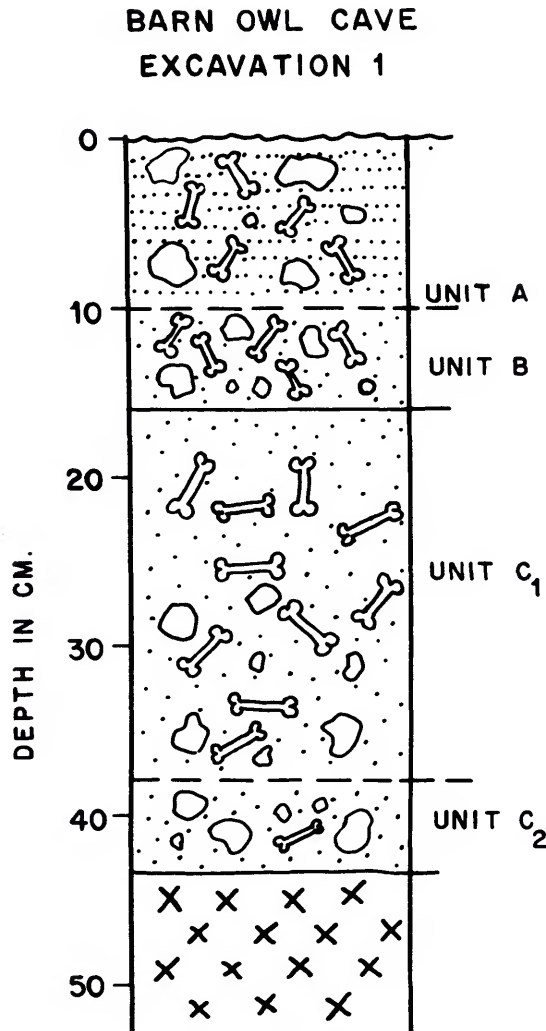 BARN OWL CAVE
EXCAVATION 1
0
UNIT A
10
UNIT B
20
UNIT C1
30
DEPTH IN CM.
40
UNIT C2
50